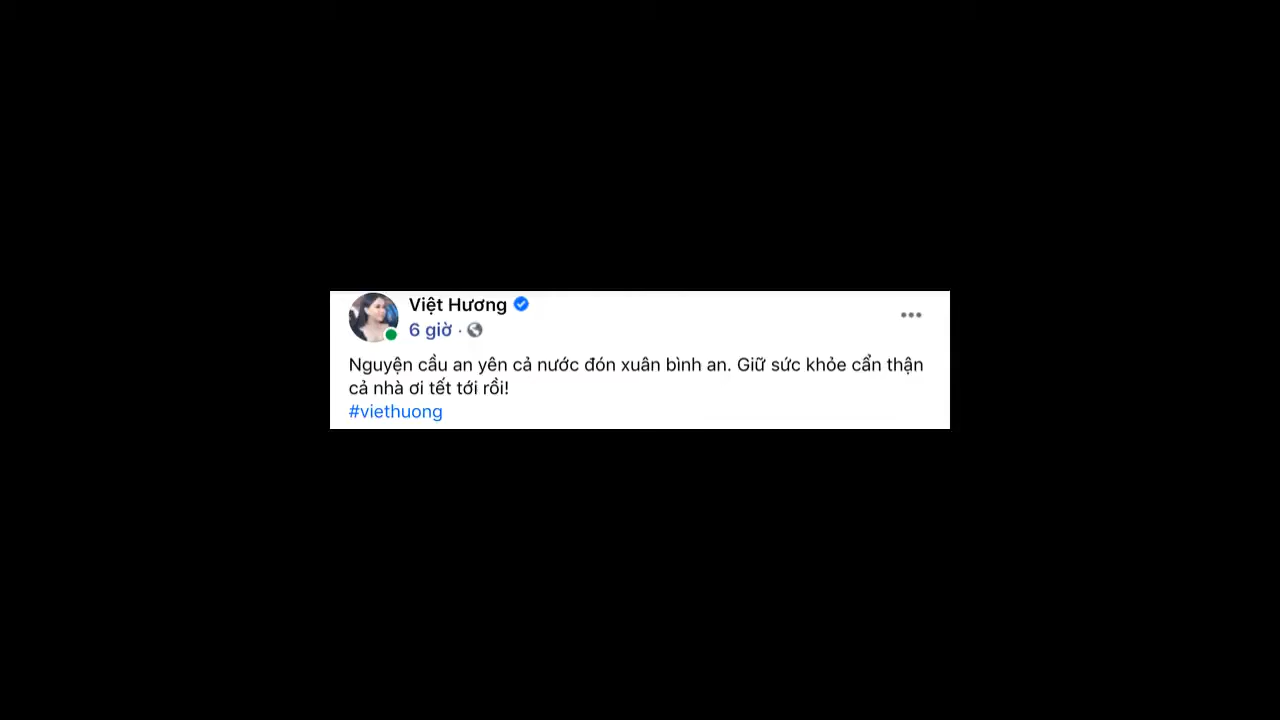 Việt Hương
6 giờ ·
Nguyện cầu an yên cả nước đón xuân bình an. Giữ sức khỏe cẩn thận
cả nhà ơi tết tới rồi!
#viethuong